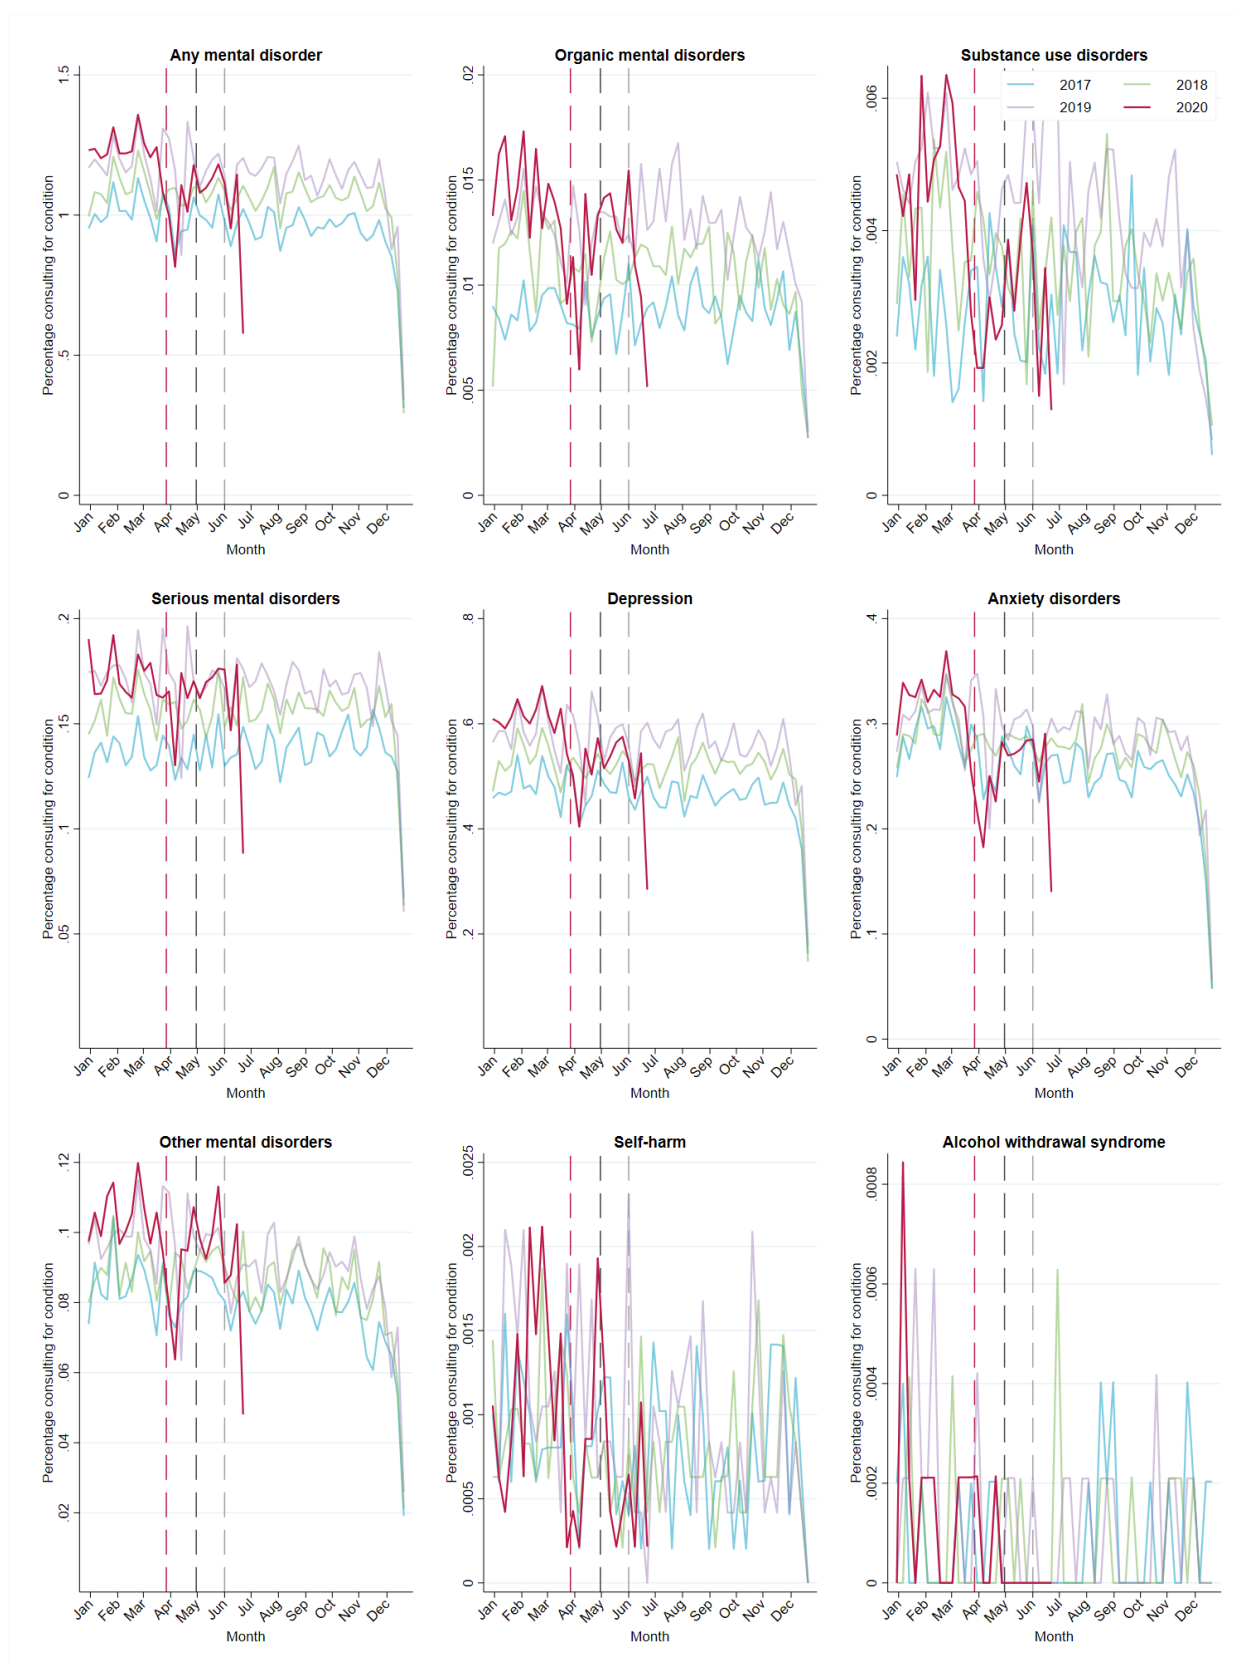 Any mental disorder
Percentage consulting for condition
1.5
1
.5
0
Jan Feb Mar Apr May Jun Jul Aug Sep Oct Nov Dec
Month
Organic mental disorders
Percentage consulting for condition
.02
.015
.01
.005
0
Jan Feb Mar Apr May Jun Jul Aug Sep Oct Nov Dec
Month
Substance use disorders
2017 2018
2019 2020
Percentage consulting for condition
.006
.004
.002
0
Jan Feb Mar Apr May Jun Jul Aug Sep Oct Nov Dec
Month
Serious mental disorders
Percentage consulting for condition
.2
.15
.1
.05
Jan Feb Mar Apr May Jun Jul Aug Sep Oct Nov Dec
Month
Depression
Percentage consulting for condition
.8
.6
.4
.2
Jan Feb Mar Apr May Jun Jul Aug Sep Oct Nov Dec
Month
Anxiety disorders
Percentage consulting for condition
.4
.3
.2
.1
0
Jan Feb Mar Apr May Jun Jul Aug Sep Oct Nov Dec
Month
Other mental disorders
Percentage consulting for condition
.12
.1
.08
.06
.04
.02
Jan Feb Mar Apr May Jun Jul Aug Sep Oct Nov Dec
Month
Self-harm
Percentage consulting for condition
.0025
.002
.0015
.001
.0005
0
Jan Feb Mar Apr May Jun Jul Aug Sep Oct Nov Dec
Month
Alcohol withdrawal syndrome
Percentage consulting for condition
.0008
.0006
.0004
.0002
0
Jan Feb Mar Apr May Jun Jul Aug Sep Oct Nov Dec
Month